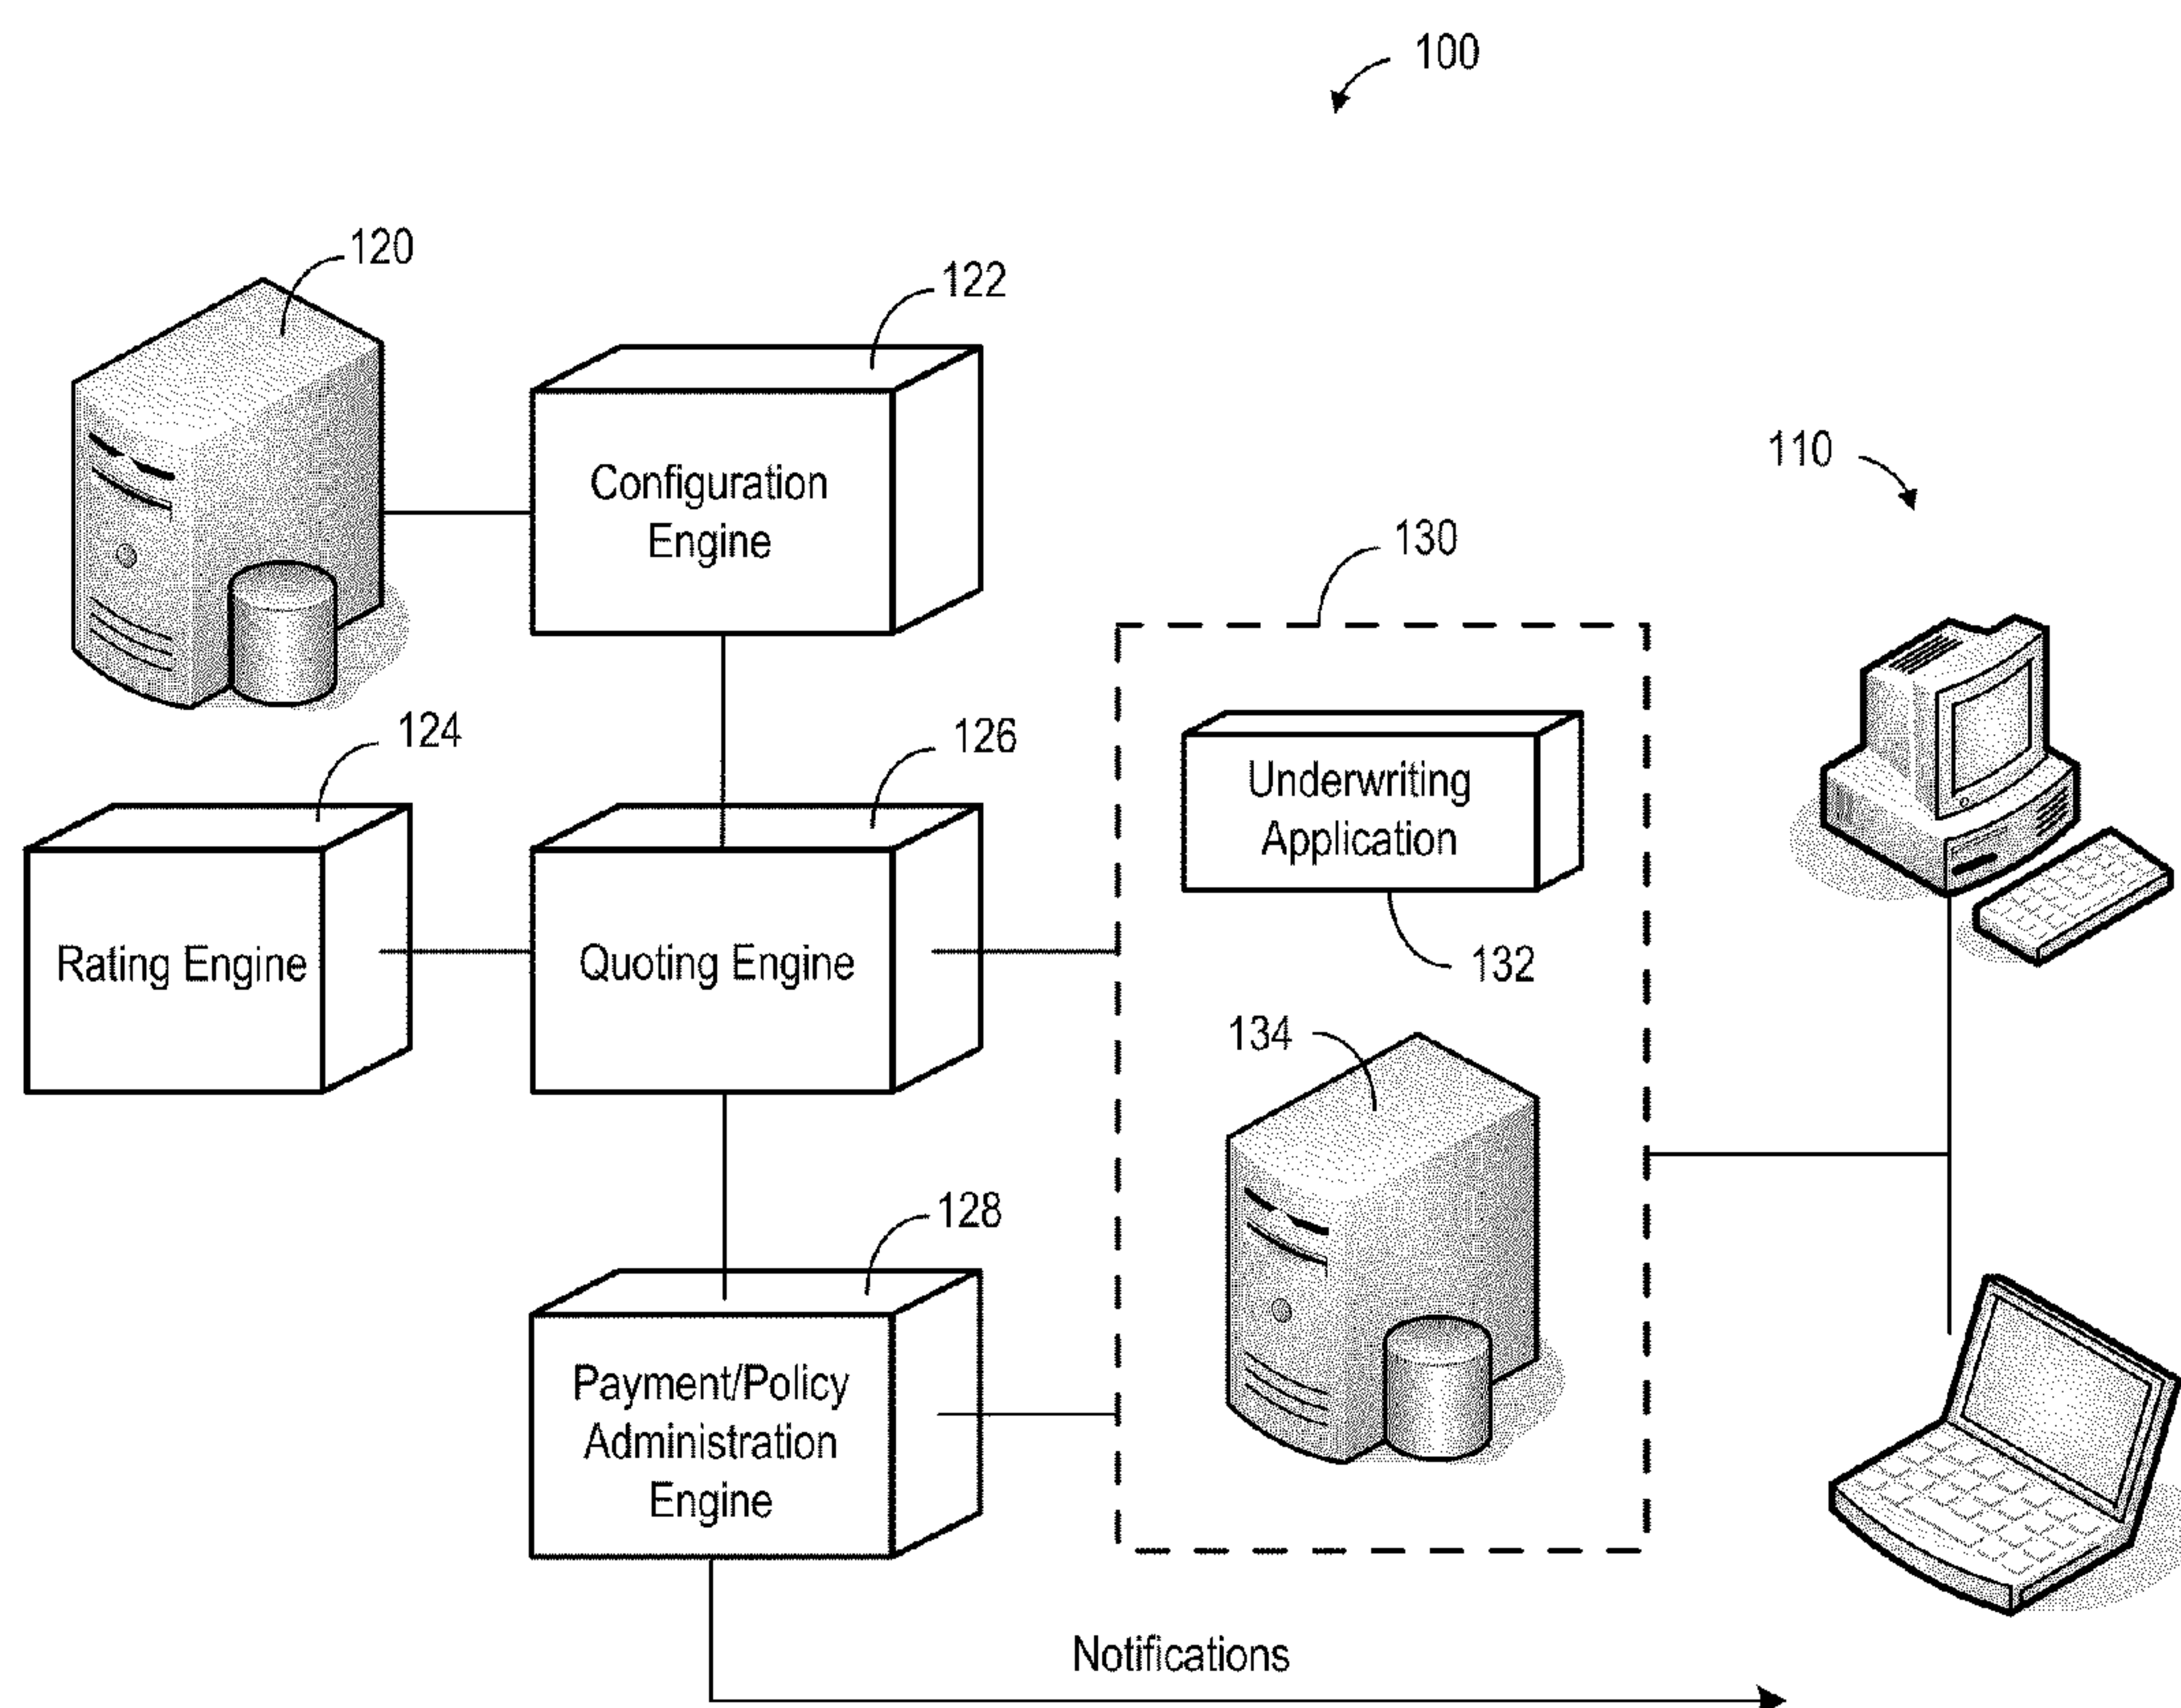 100
120
122
110
Configuration
Engine
130
124
126
Underwriting
Application
Rating Engine
Quoting Engine
132
134
128
Payment/Policy
Administration
Engine
Notifications